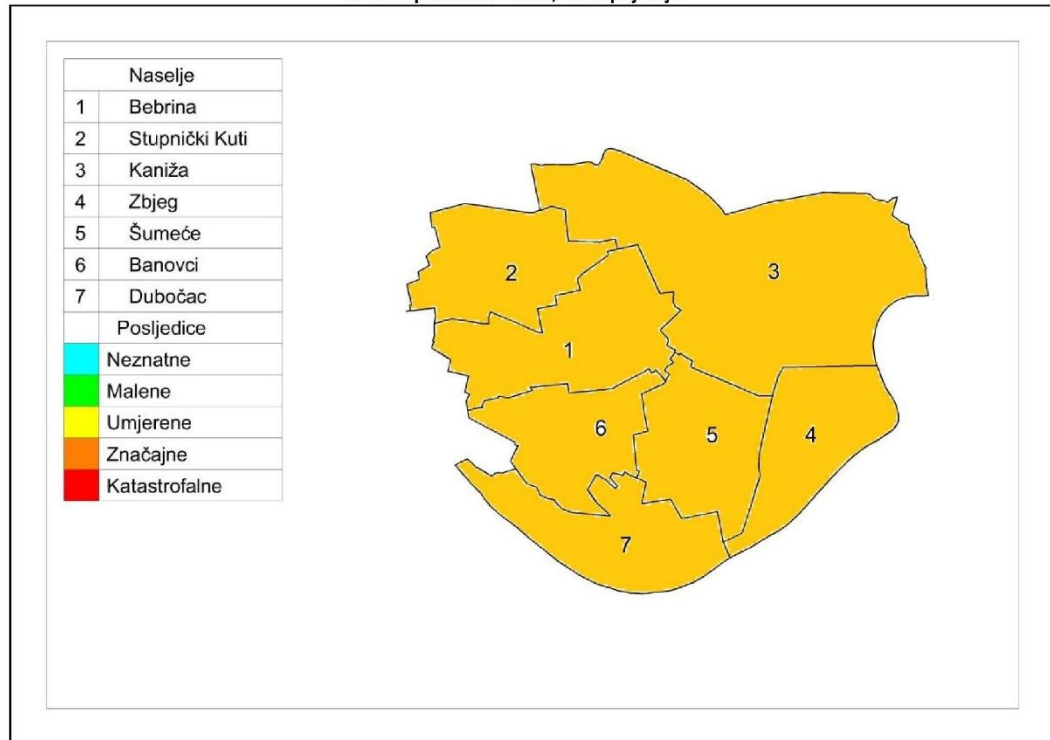 Naselje
1 Bebrina
2 Stupnički Kuti
3 Kaniža
4 Zbjeg
5 Šumeće
6 Banovci
7 Dubočac
Posljedice
Neznatne
Malene
Umjerene
Značajne
Katastrofalne
3
2
1
6
5
4
7